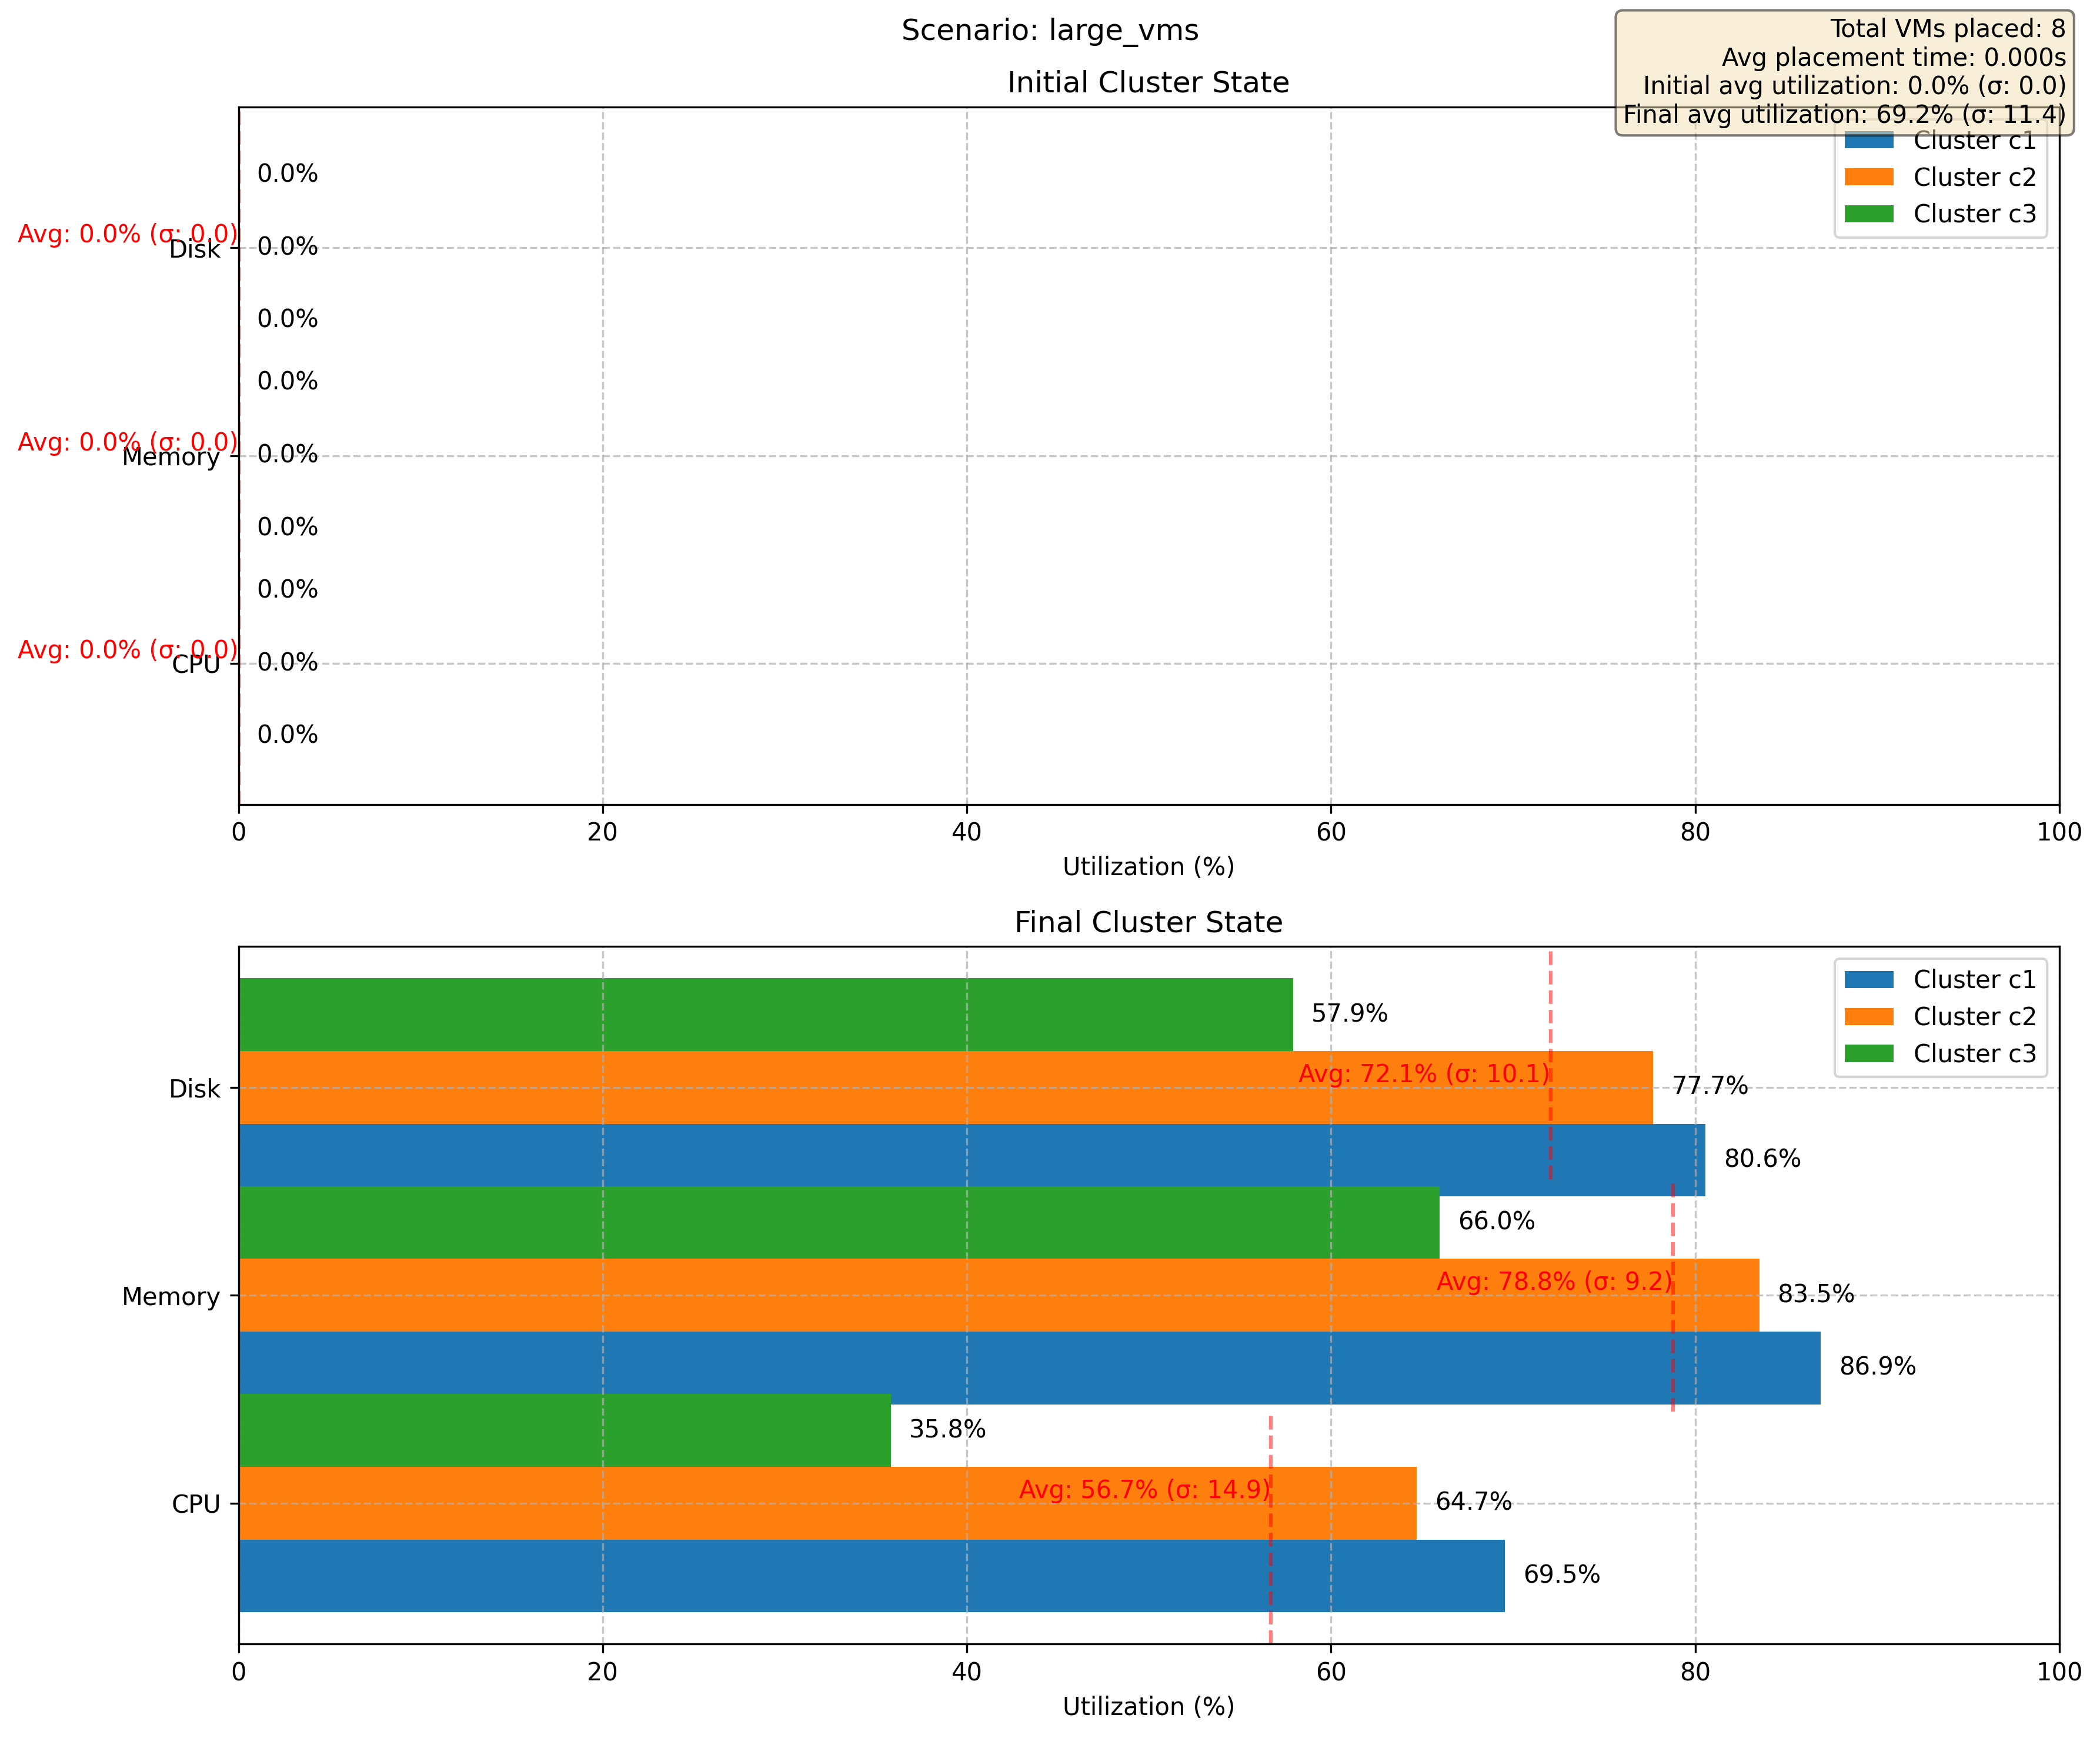 Scenario: large_vms
Total VMs placed: 8
Avg placement time: 0.000s
Initial avg utilization: 0.0% (σ: 0.0)
Final avg utilization: 69.2% (σ: 11.4)
Initial Cluster State
Cluster c1
Cluster c2
Cluster c3
0.0%
Avg: 0.0% (σ: 0.0)
Disk
0.0%
0.0%
0.0%
Avg: 0.0% (σ: 0.0)
Memory
0.0%
0.0%
0.0%
Avg: 0.0% (σ: 0.0)
CPU
0.0%
0.0%
0 20 40 60 80 100
Utilization (%)
Final Cluster State
Cluster c1
Cluster c2
Cluster c3
57.9%
Avg: 72.1% (σ: 10.1)
Disk
77.7%
80.6%
66.0%
Avg: 78.8% (σ: 9.2)
Memory
83.5%
86.9%
35.8%
Avg: 56.7% (σ: 14.9)
CPU
64.7%
69.5%
0 20 40 60 80 100
Utilization (%)